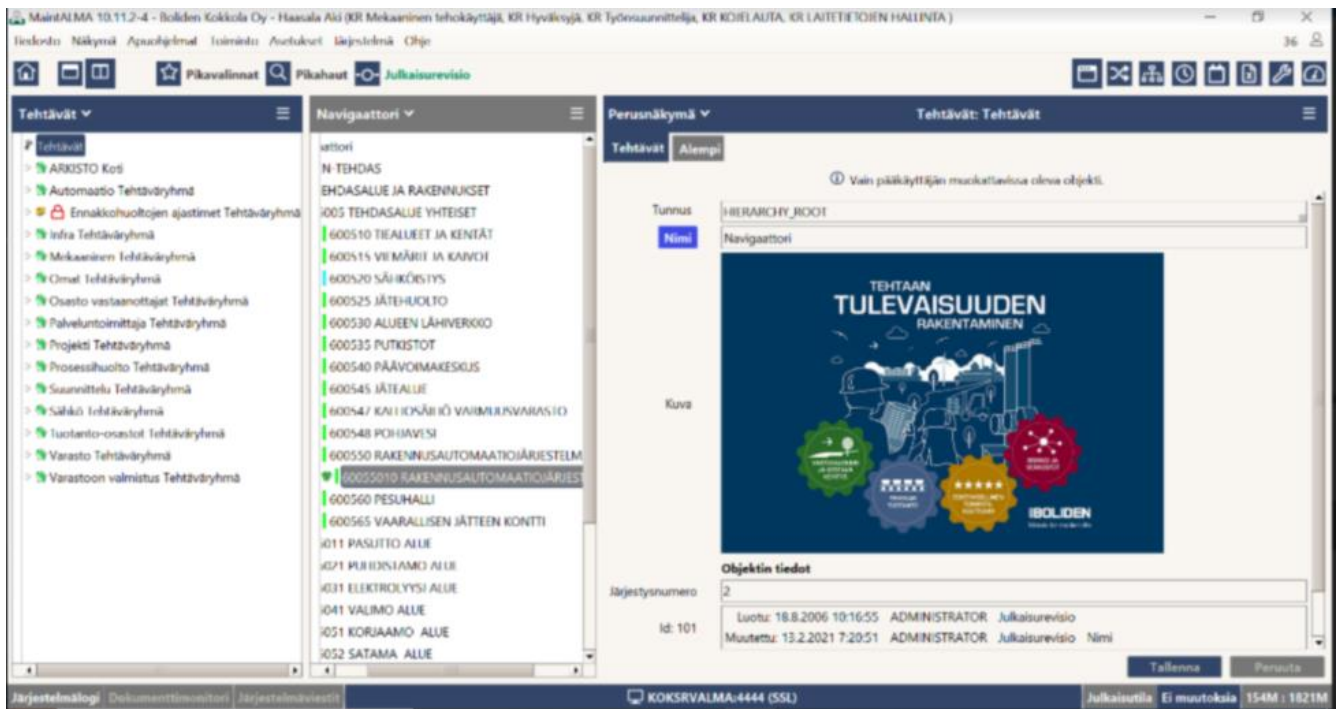 MaintALMA 10.11.2-4 - Boliden Kokkola Oy - Haasala Aki (KR Mekaaninen tehokäyttäjä, KR Hyväksyjä, KR Työnsuunnittelija, KR KOJELAUTA, KR LAITETIETOJEN HALLINTA )
Tiedosto Näkymä Apuohjelmat Toiminto Asetukset Järjestelmä Ohje
36
Pikavalinnat Pikahaut Julkaisurevisio
Tehtävät
Tehtävät
ARKISTO Koti
Automaatio Tehtäväryhmä
Ennakkohuoltojen ajastimet Tehtäväryhmä
Infra Tehtäväryhmä
Mekaaninen Tehtäväryhmä
Omat Tehtäväryhmä
Osasto vastaanottajat Tehtäväryhmä
Palveluntoimittaja Tehtäväryhmä
Projekti Tehtäväryhmä
Prosessihuolto Tehtäväryhmä
Suunnittelu Tehtäväryhmä
Sähkö Tehtäväryhmä
Tuotanto-osastot Tehtäväryhmä
Varasto Tehtäväryhmä
Varastoon valmistus Tehtäväryhmä
Navigaattori
attori
N-TEHDAS
EHDASALUE JA RAKENNUKSET
005 TEHDASALUE YHTEISET
600510 TIEALUEET JA KENTÄT
600515 VIEMÄRIT JA KAIVOT
600520 SÄHKÖISTYS
600525 JÄTEHUOLTO
600530 ALUEEN LÄHIVERKKO
600535 PUTKISTOT
600540 PÄÄVOIMAKESKUS
600545 JÄTEALUE
600547 KALLIOSÄILIÖ VARMUUSVARASTO
600548 POHJAVESI
600550 RAKENNUSAUTOMAATIOJÄRJESTELM
60055010 RAKENNUSAUTOMAATIOJÄRJES
600560 PESUHALLI
600565 VAARALLISEN JÄTTEEN KONTTI
011 PASUTTO ALUE
021 PUHDISTAMO ALUE
031 ELEKTROLYYSI ALUE
041 VALIMO ALUE
051 KORJAAMO ALUE
052 SATAMA ALUE
Perusnäkymä
Tehtävät: Tehtävät
Tehtävät Alempi
Vain pääkäyttäjän muokattavissa oleva objekti.
Tunnus HIERARCHY_ROOT
Nimi Navigaattori
Kuva
TEHTAAN
TULEVAISUUDEN
RAKENTAMINEN
BOLIDEN
Objektin tiedot
Järjestysnumero 2
Id: 101
Luotu: 18.8.2006 10:16:55 ADMINISTRATOR Julkaisurevisio
Muutettu: 13.2.2021 7:20:51 ADMINISTRATOR Julkaisurevisio Nimi
Tallenna Peruuta
Järjestelmälogi Dokumenttimonitori Järjestelmäviestit KOKSRVALMA:4444 (SSL) Julkaisutila Ei muutoksia 154M : 1821M